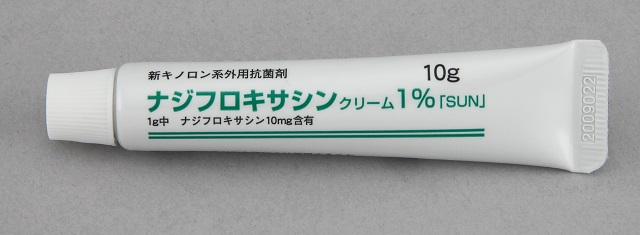 新キノロン系外用抗菌剤
10g
ナジフロキサシンクリーム1%「SUN」
1g中 ナジフロキサシン10mg含有
2009022